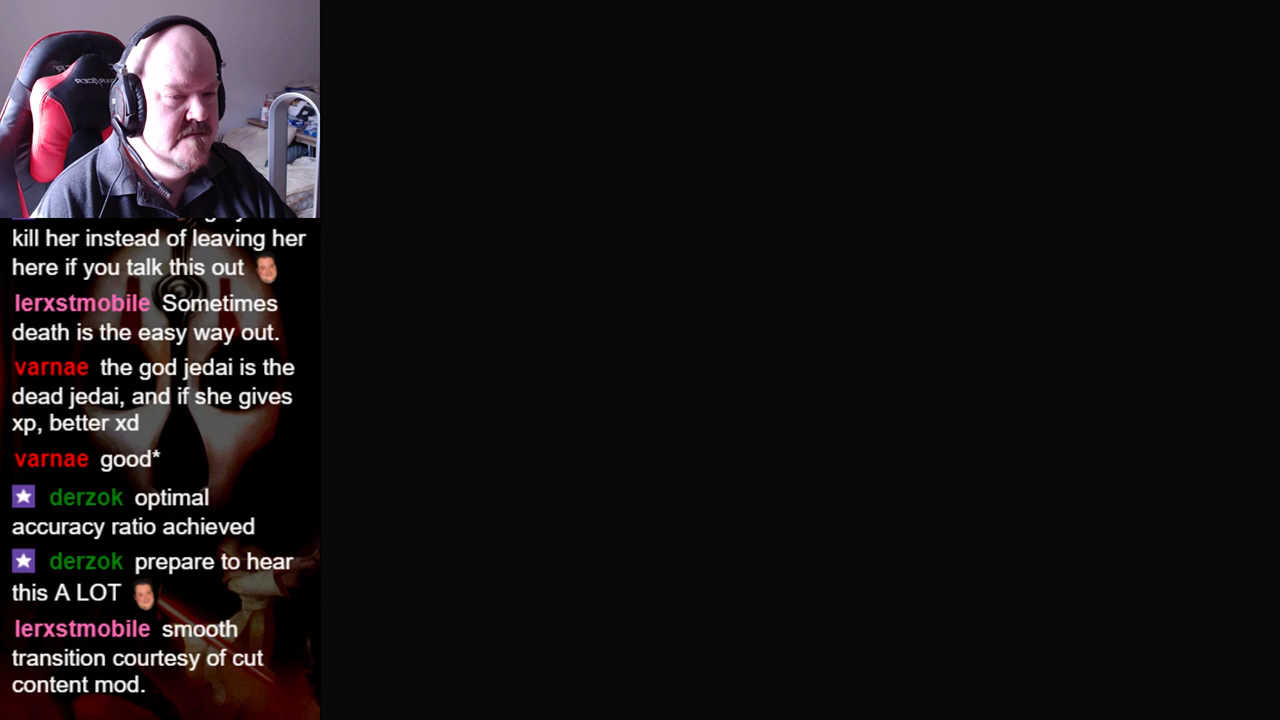 kill her instead of leaving her
here if you talk this out
lerxstmobile Sometimes
death is the easy way out.
varnae the god jedai is the
dead jedai, and if she gives
xp, better xd
varnae good*
derzok optimal
accuracy ratio achieved
derzok prepare to hear
this A LOT
lerxstmobile smooth
transition courtesy of cut
content mod.